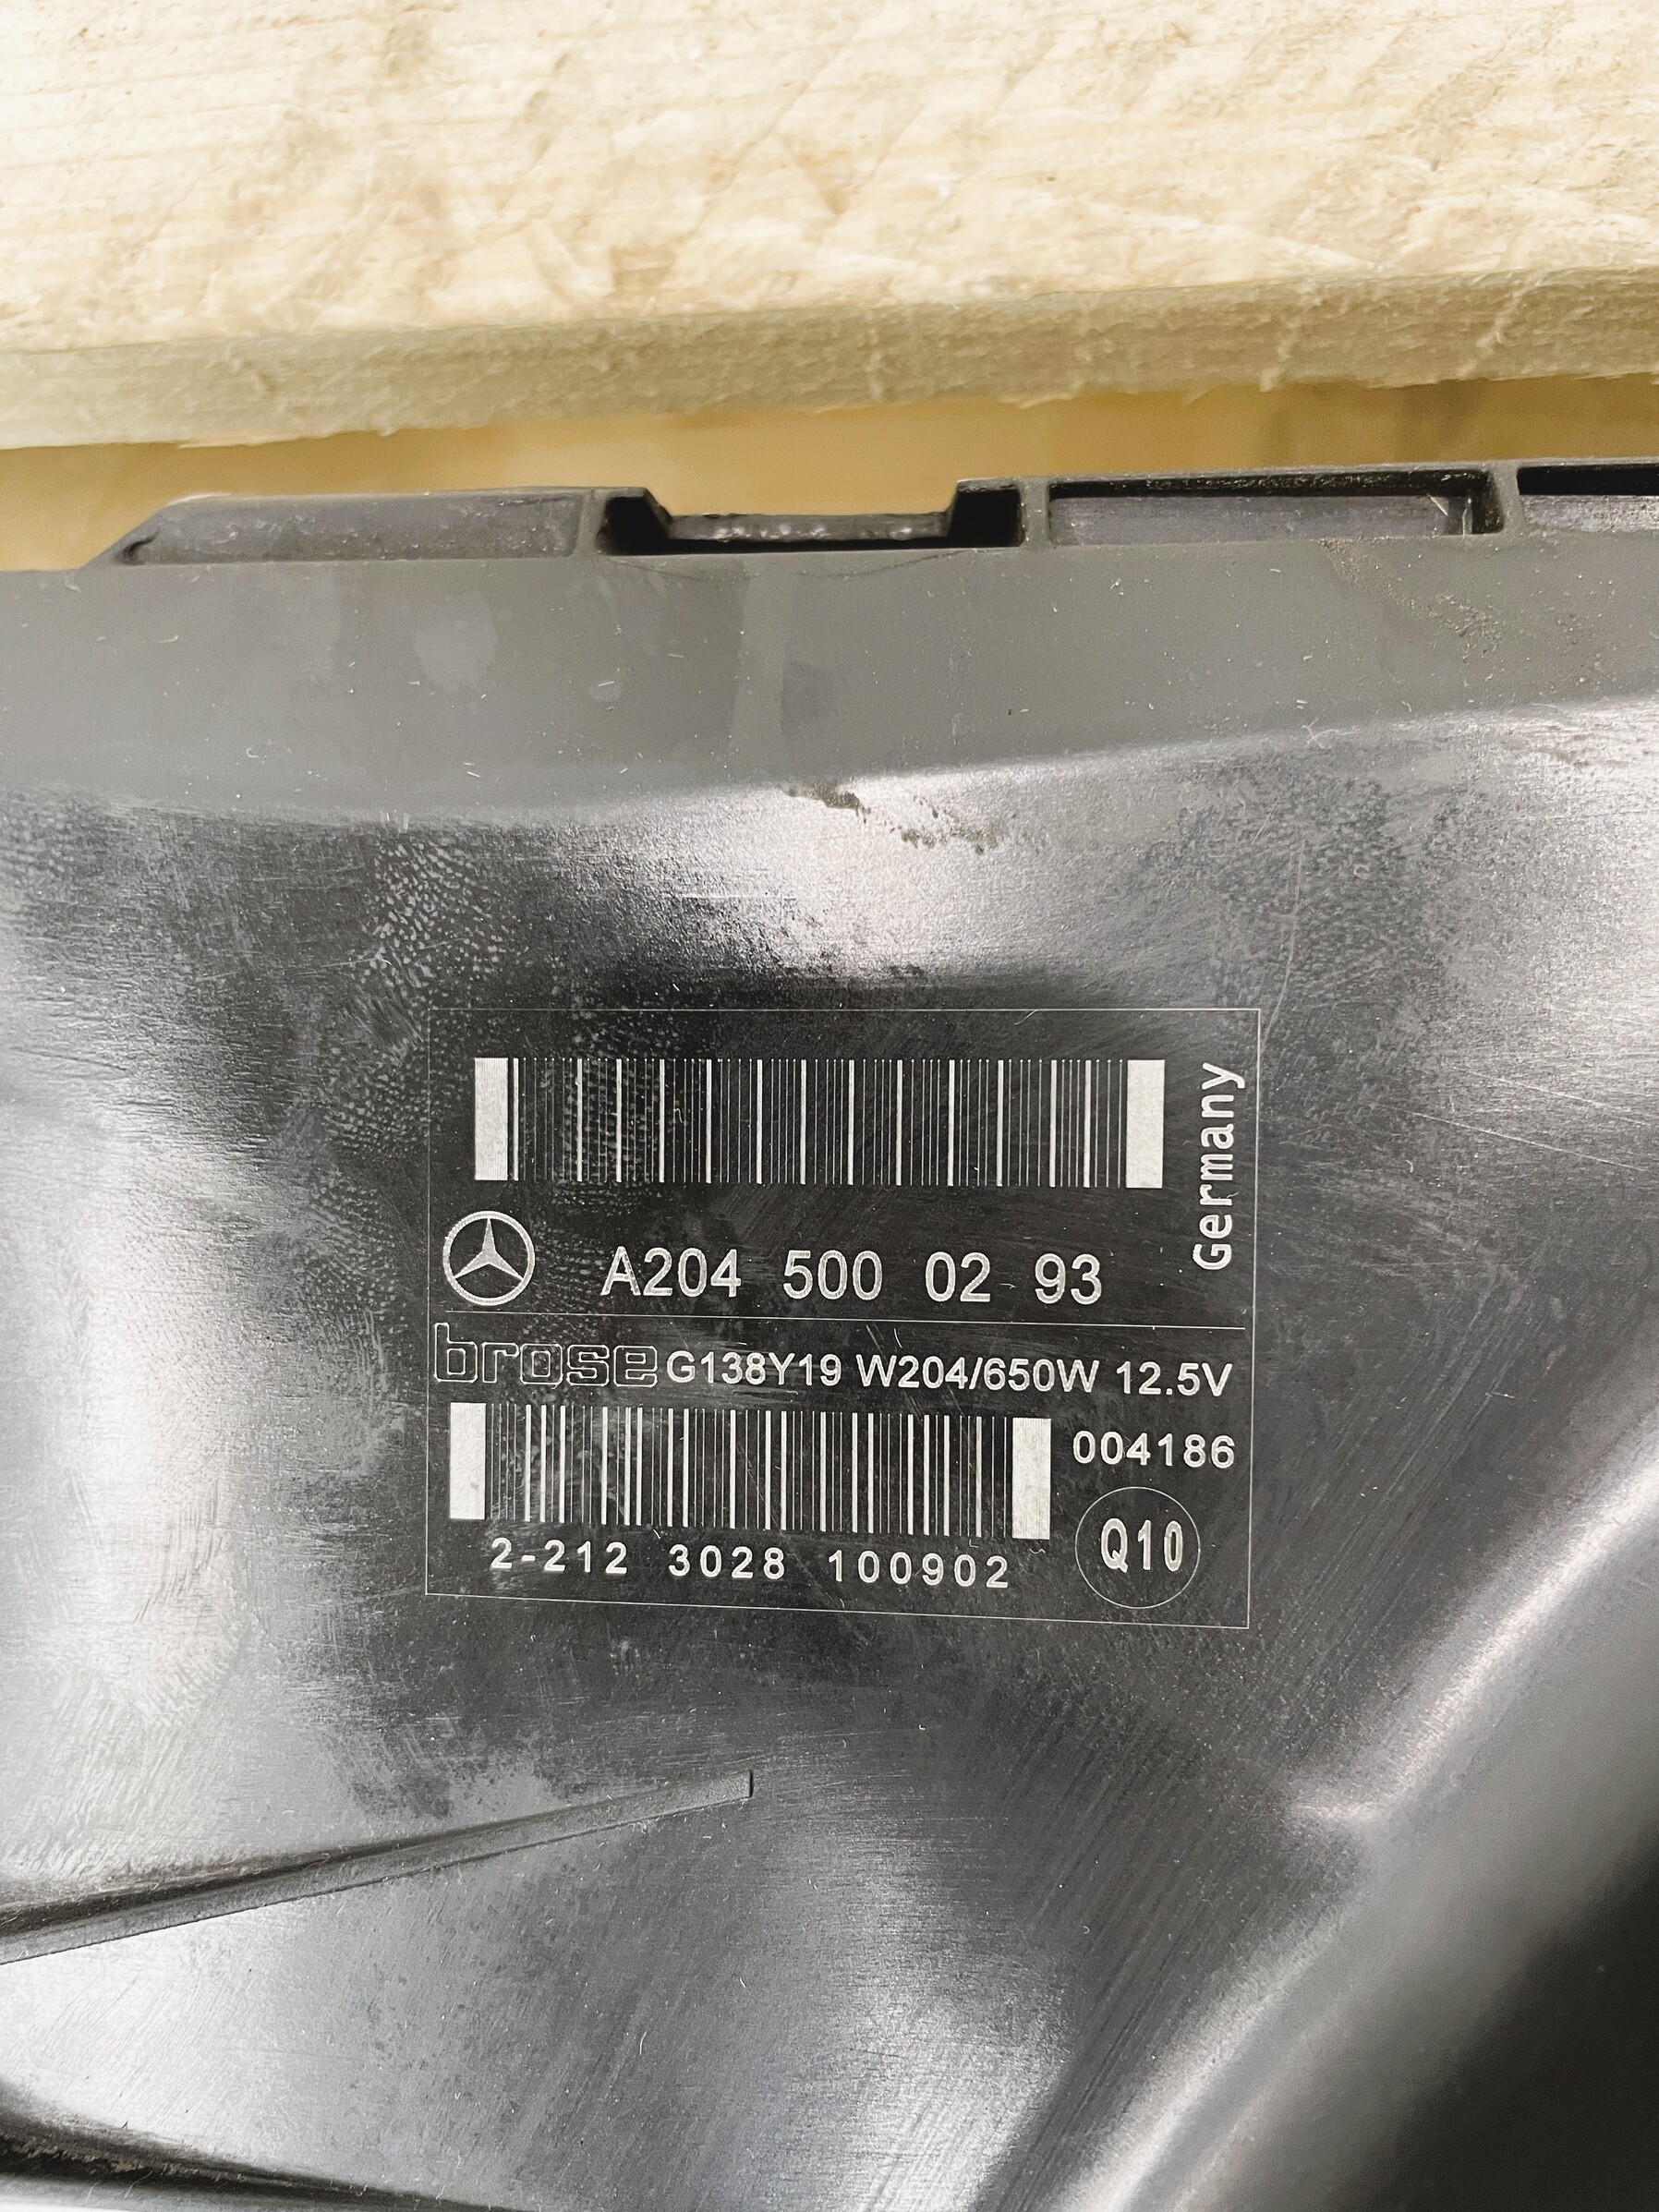 Germany
A204 500 02 93
brose G138Y19 W204/650W 12.5V
004186
2-212 3028 100902
Q10